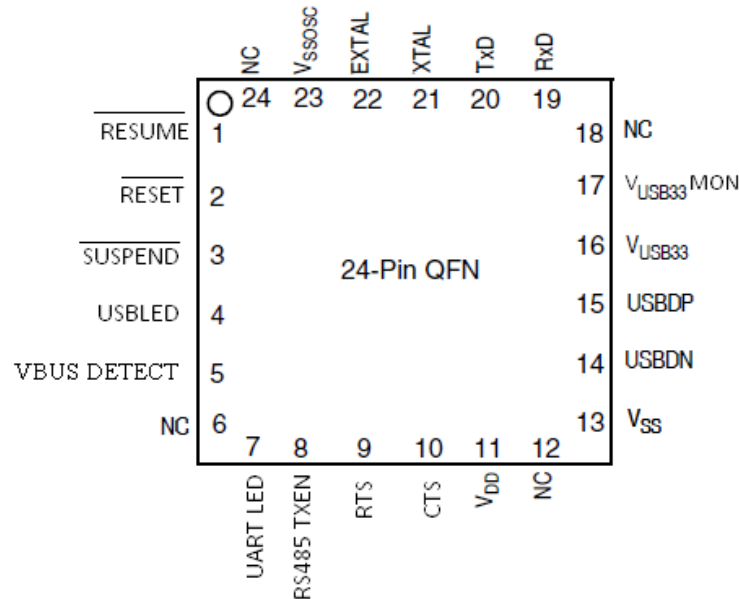 NC VSSOSC EXTAL XTAL TxD RxD
24 23 22 21 20 19
RESUME 1
18 NC
RESET 2
17 VUSB33MON
SUSPEND 3
16 VUSB33
24-Pin QFN
USBLED 4
15 USBDP
VBUS DETECT 5
14 USBDN
NC 6
13 VSS
7 8 9 10 11 12
UART LED RS485 TXEN RTS CTS VDD NC